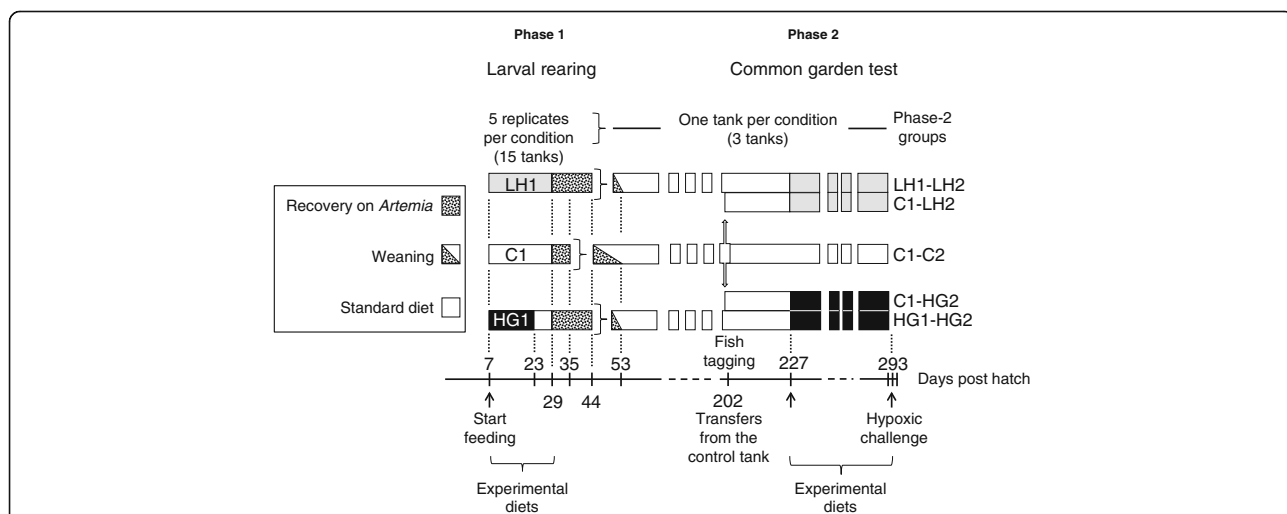 Phase 1
Phase 2
Larval rearing
Common garden test
5 replicates
per condition
(15 tanks)
One tank per condition
(3 tanks)
Phase-2
groups
LH1
LH1-LH2
C1-LH2
Recovery on Artemia
Weaning
Standard diet
C1
C1-C2
C1-HG2
HG1
HG1-HG2
Fish
tagging
7
23
35
53
227
293
Days post hatch
29
44
202
Start
feeding
Transfers
from the
control tank
Hypoxic
challenge
Experimental
diets
Experimental
diets